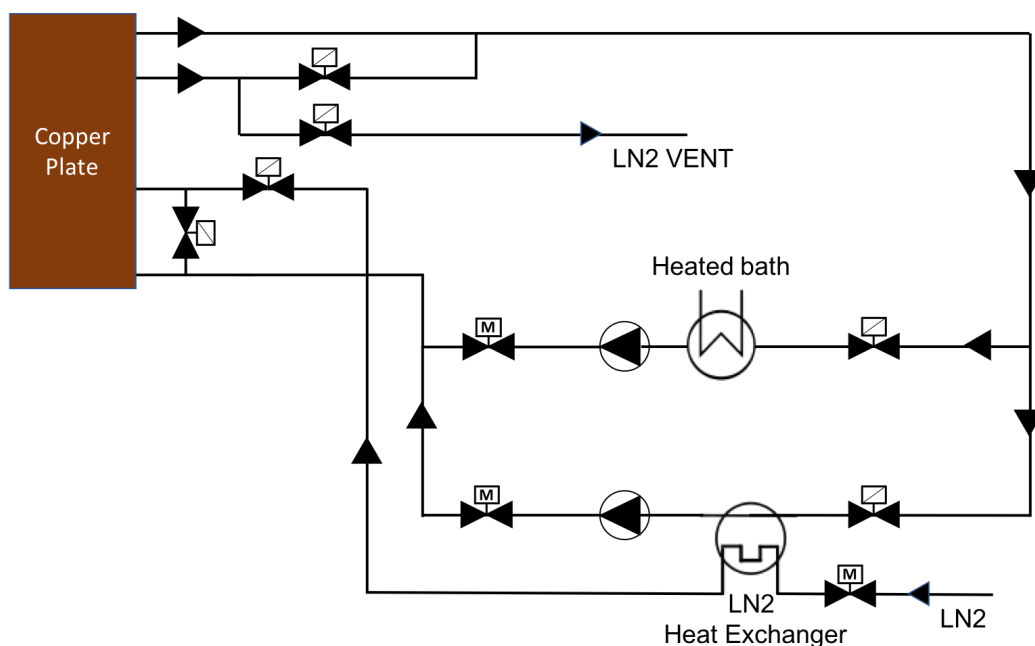 Copper
Plate
LN2 VENT
Heated bath
M
M
M
LN2
LN2
Heat Exchanger